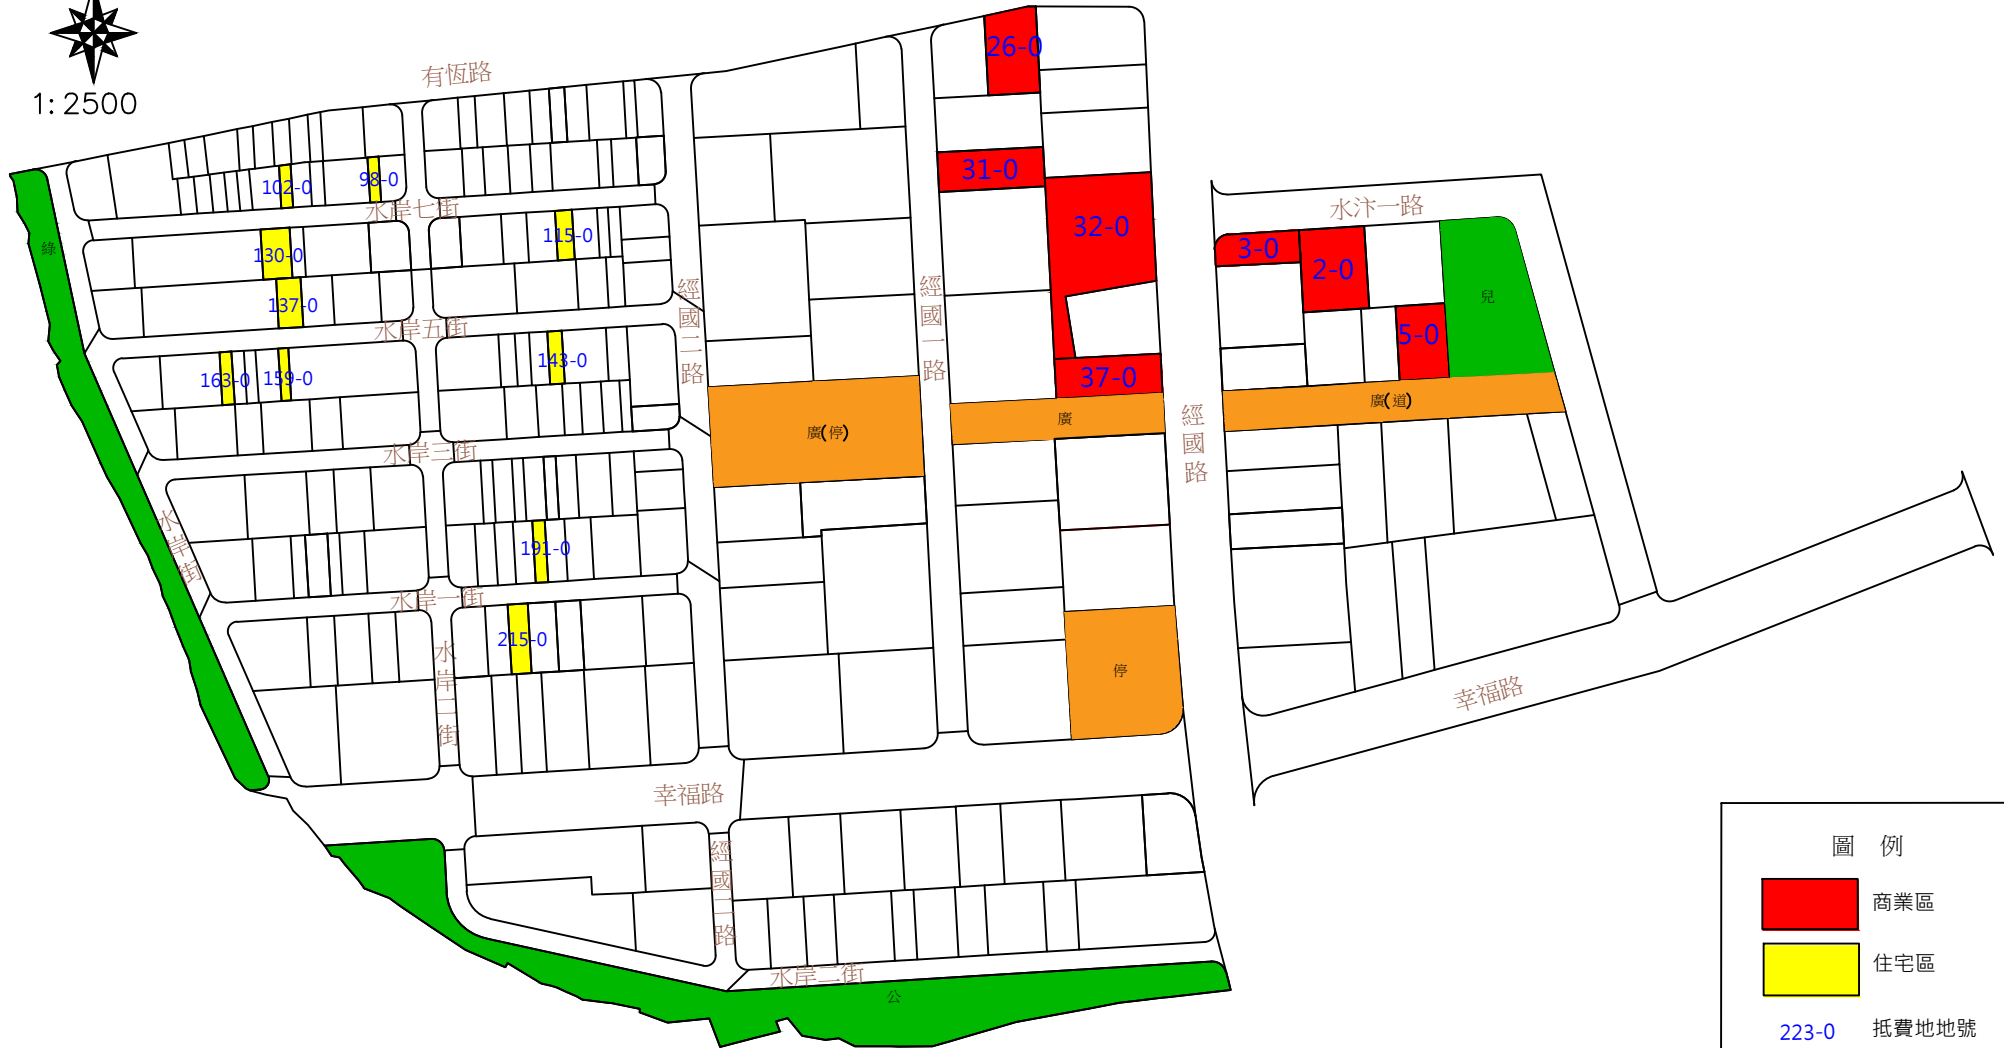 1:2500
有恆路
26-0
102-0
98-0
31-0
水岸七街
水汴一路
32-0
115-0
3-0
綠
130-0
2-0
經國二路
經國一路
兒
137-0
水岸五街
5-0
143-0
163-0
159-0
37-0
廣(道)
廣
廣(停)
經國路
水岸三街
水岸街
191-0
水岸一街
215-0
水岸二街
停
幸福路
幸福路
圖 例
經國二路
商業區
住宅區
水岸二街
公
223-0 抵費地地號